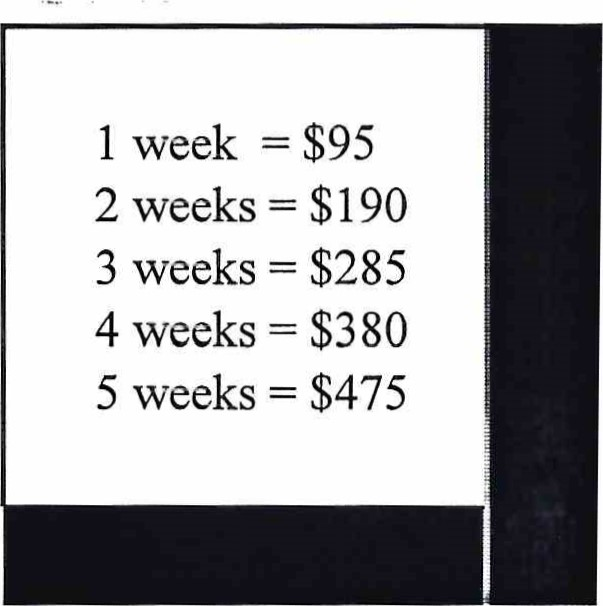 1 week = $95
2 weeks = $190
3 weeks = $285
4 weeks = $380
5 weeks = $475